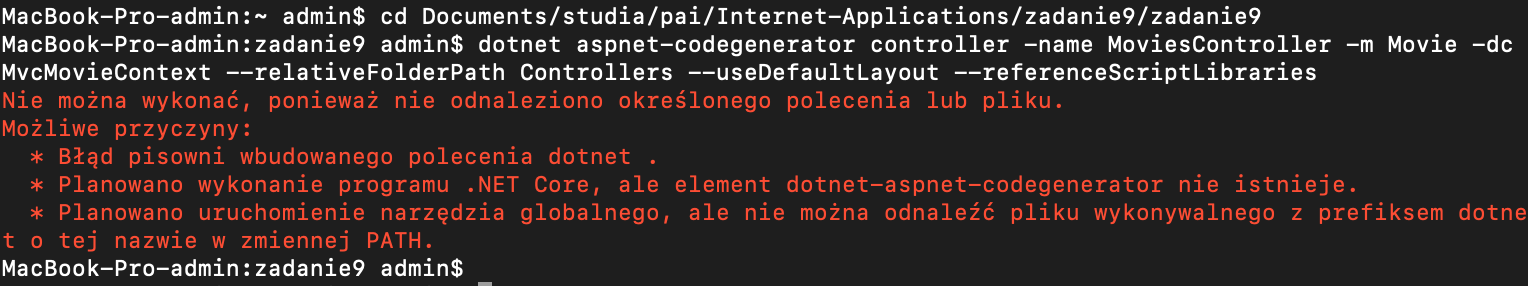 MacBook-Pro-admin:~ admin$ cd Documents/studia/pai/Internet-Applications/zadanie9/zadanie9
MacBook-Pro-admin:zadanie9 admin$ dotnet aspnet-codegenerator controller -name MoviesController -m Movie -dc
MvcMovieContext --relativeFolderPath Controllers --useDefaultLayout --referenceScriptLibraries
Nie można wykonać, ponieważ nie odnaleziono określonego polecenia lub pliku.
Możliwe przyczyny:
  * Błąd pisowni wbudowanego polecenia dotnet .
  * Planowano wykonanie programu .NET Core, ale element dotnet-aspnet-codegenerator nie istnieje.
  * Planowano uruchomienie narzędzia globalnego, ale nie można odnaleźć pliku wykonywalnego z prefiksem dotne
t o tej nazwie w zmiennej PATH.
MacBook-Pro-admin:zadanie9 admin$